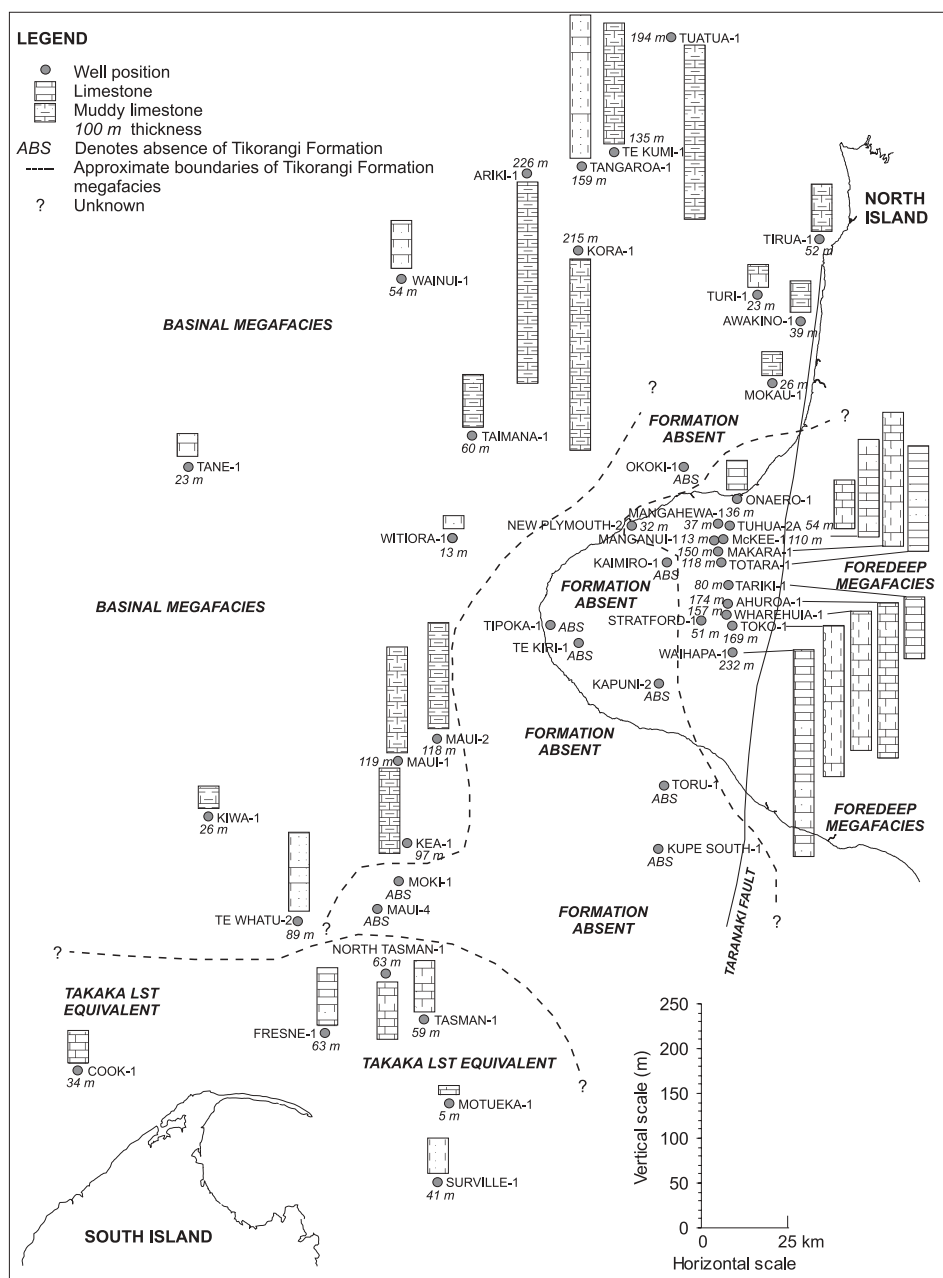 LEGEND
Well position
Limestone
Muddy limestone
100 m thickness
ABS Denotes absence of Tikorangi Formation
Approximate boundaries of Tikorangi Formation
megafacies
? Unknown
194 m TUATUA-1
135 m
TE KUMI-1
226 m
ARIKI-1
TANGAROA-1
159 m
NORTH
ISLAND
215 m
KORA-1
TIRUA-1
52 m
WAINUI-1
54 m
TURI-1
23 m
AWAKINO-1
39 m
BASINAL MEGAFACIES
MOKAU-1
26 m
?
FORMATION
ABSENT
?
TAIMANA-1
60 m
TANE-1
23 m
OKOKI-1
ABS
ONAERO-1
36 m
MANGAHEWA-1
37 m
NEW PLYMOUTH-2
32 m
TUHUA-2A 54 m
WITIORA-1
13 m
MANGANUI-1
13 m
McKEE-1 110 m
150 m MAKARA-1
KAIMIRO-1
ABS
118 m TOTARA-1
FOREDEEP
MEGAFACIES
FORMATION
ABSENT
80 m TARIKI-1
174 m AHUROA-1
157 m WHAREHUIA-1
BASINAL MEGAFACIES
TIPOKA-1 ABS
STRATFORD-1
51 m
TOKO-1
169 m
TE KIRI-1
ABS
WAIHAPA-1
232 m
KAPUNI-2
ABS
MAUI-2
118 m
FORMATION
ABSENT
119 m MAUI-1
TORU-1
ABS
KIWA-1
26 m
FOREDEEP
MEGAFACIES
KEA-1
97 m
KUPE SOUTH-1
ABS
MOKI-1
ABS
MAUI-4
ABS
TE WHATU-2
89 m
?
FORMATION
ABSENT
TARANAKI FAULT
?
?
NORTH TASMAN-1
63 m
TAKAKA LST
EQUIVALENT
FRESNE-1
63 m
TASMAN-1
59 m
TAKAKA LST EQUIVALENT
?
COOK-1
34 m
MOTUEKA-1
5 m
SURVILLE-1
41 m
SOUTH ISLAND
250
200
150
100
50
0
Vertical scale (m)
0 25 km
Horizontal scale